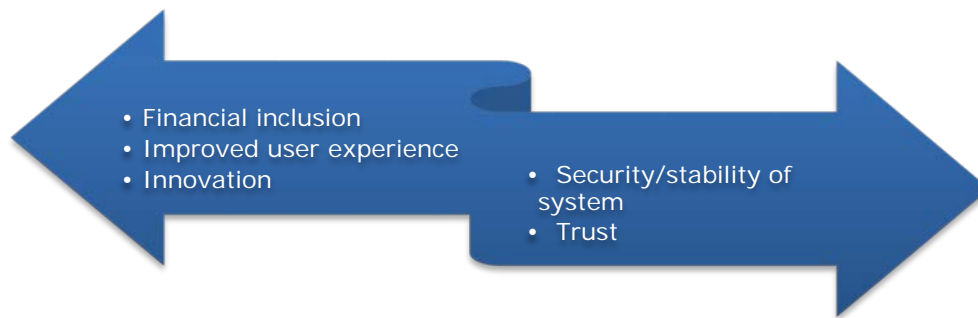 • Financial inclusion
• Improved user experience
• Innovation
• Security/stability of
system
• Trust